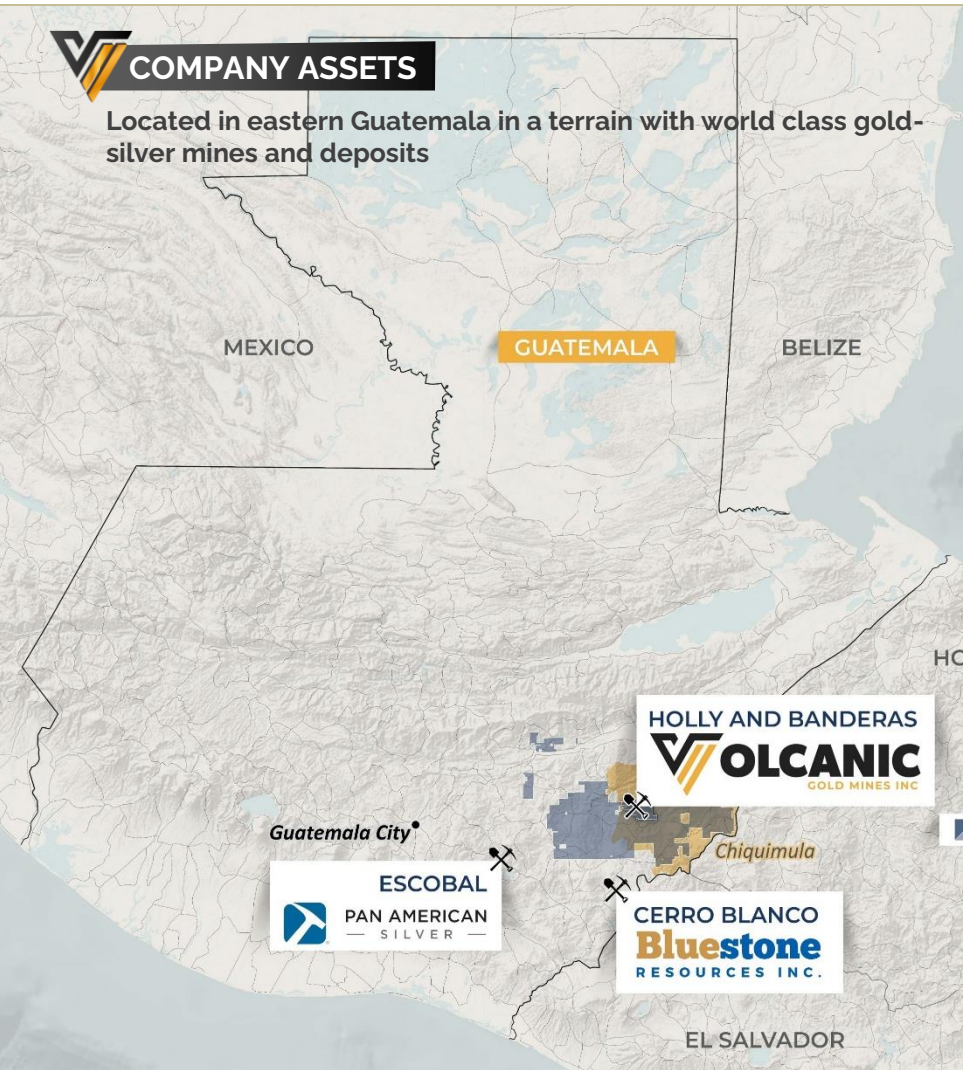 COMPANY ASSETS
Located in eastern Guatemala in a terrain with world class gold-
silver mines and deposits
MEXICO
GUATEMALA
BELIZE
HO
HOLLY AND BANDERAS
VOLCANIC
GOLD MINES INC
Guatemala City
Chiquimula
ESCOBAL
PAN AMERICAN
SILVER
CERRO BLANCO
Bluestone
RESOURCES INC.
EL SALVADOR